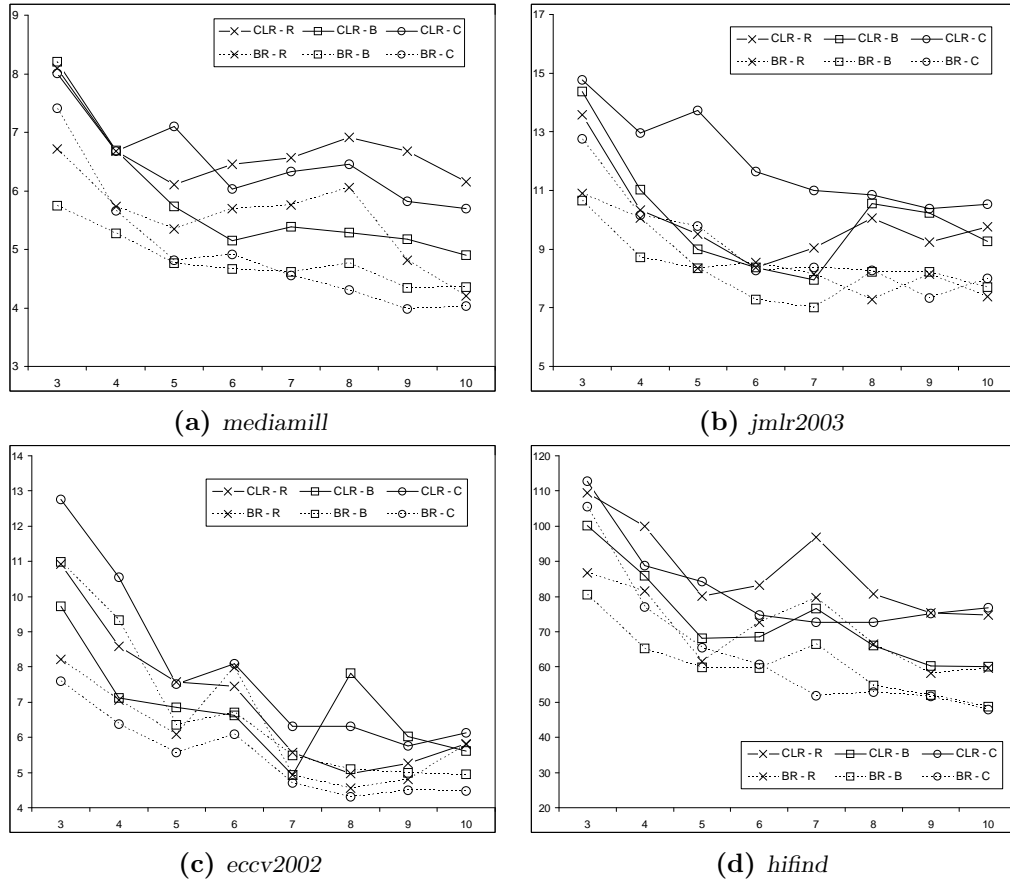 CLR - R CLR - B CLR - C
BR - R BR - B BR - C
9
8
7
6
5
4
3
3 4 5 6 7 8 9 10
(a) mediamill
CLR - R CLR - B CLR - C
BR - R BR - B BR - C
17
15
13
11
9
7
5
3 4 5 6 7 8 9 10
(b) jmlr2003
CLR - R CLR - B CLR - C
BR - R BR - B BR - C
14
13
12
11
10
9
8
7
6
5
4
3 4 5 6 7 8 9 10
(c) eccv2002
120
110
100
90
80
70
60
50
40
30
20
CLR - R CLR - B CLR - C
BR - R BR - B BR - C
3 4 5 6 7 8 9 10
(d) hifind